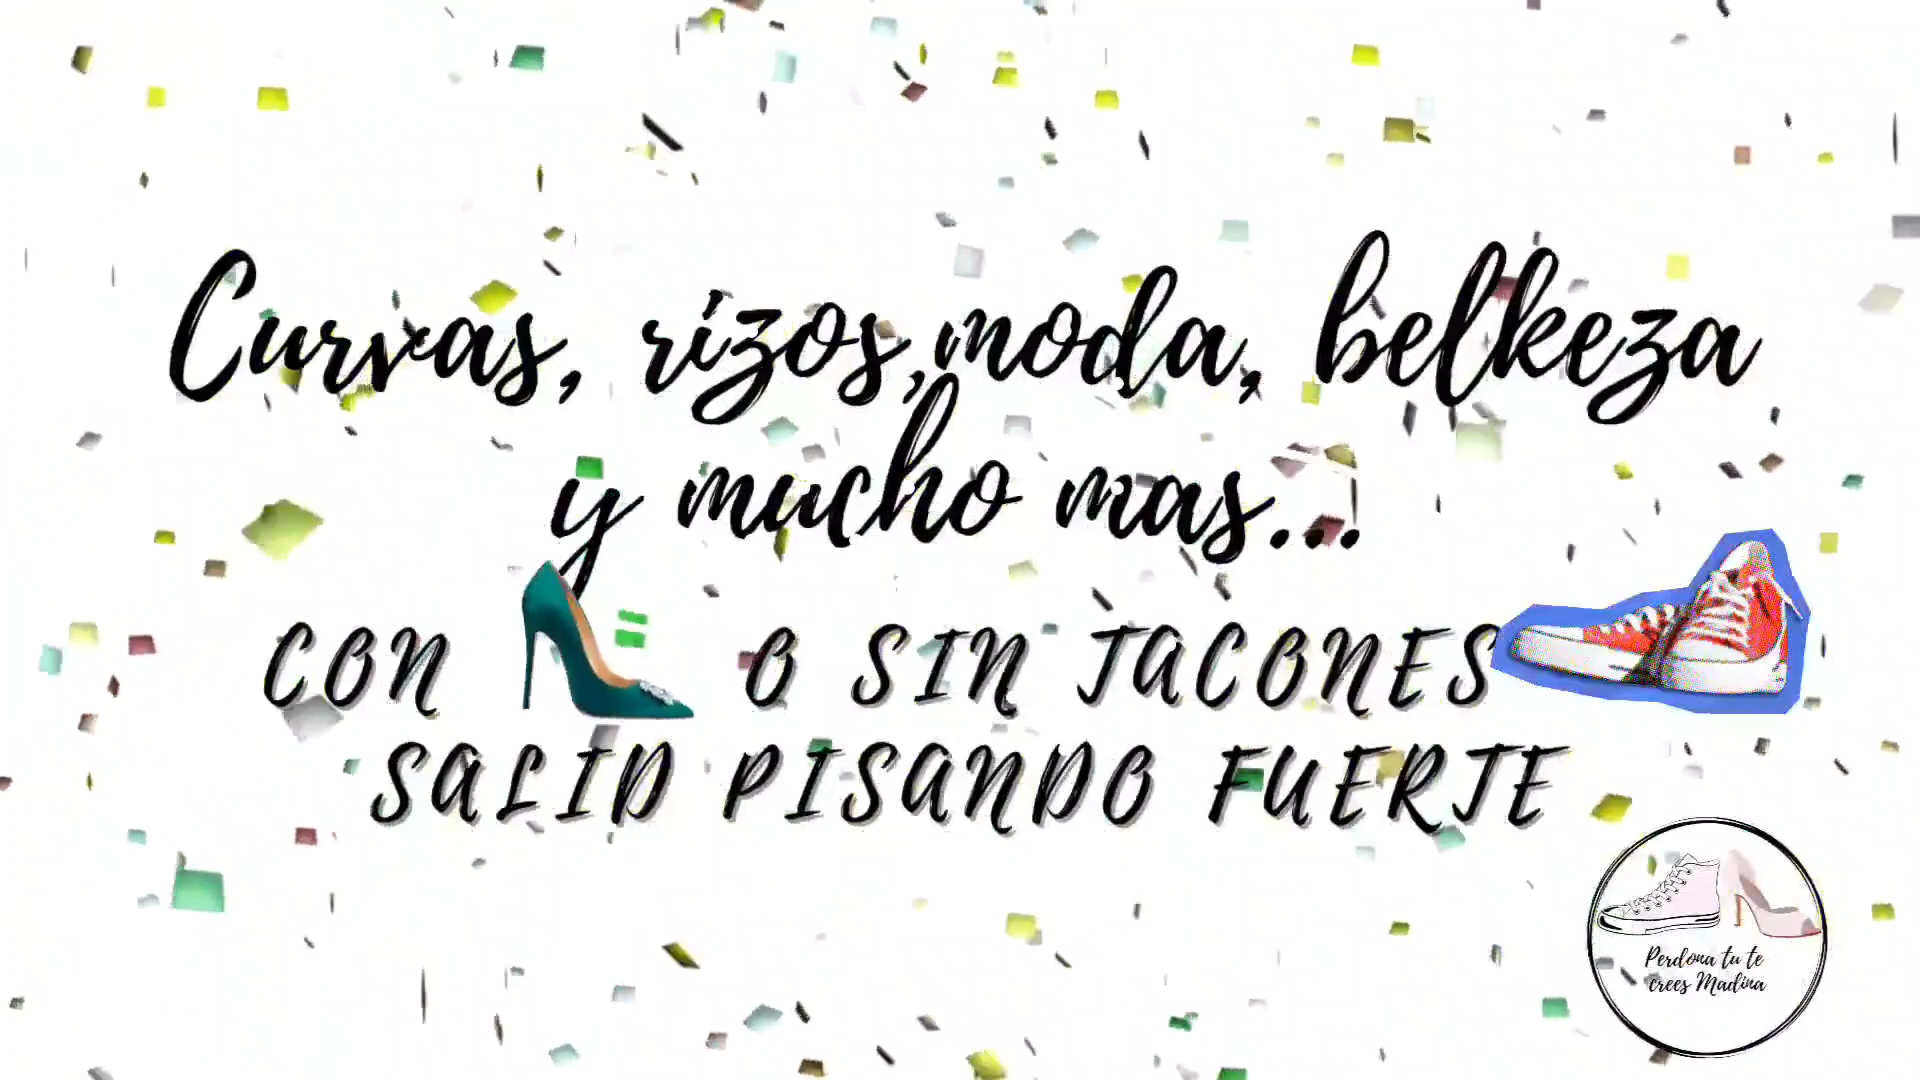 Curvas, rizos,moda, belkeza
y mucho mas...
CON O SIN TACONES
SALID PISANDO FUERTE
Perdona tu te
crees Madina